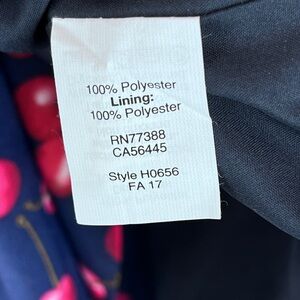 100% Polyester
Lining:
100% Polyester
RN77388
CA56445
Style H0656
FA 17